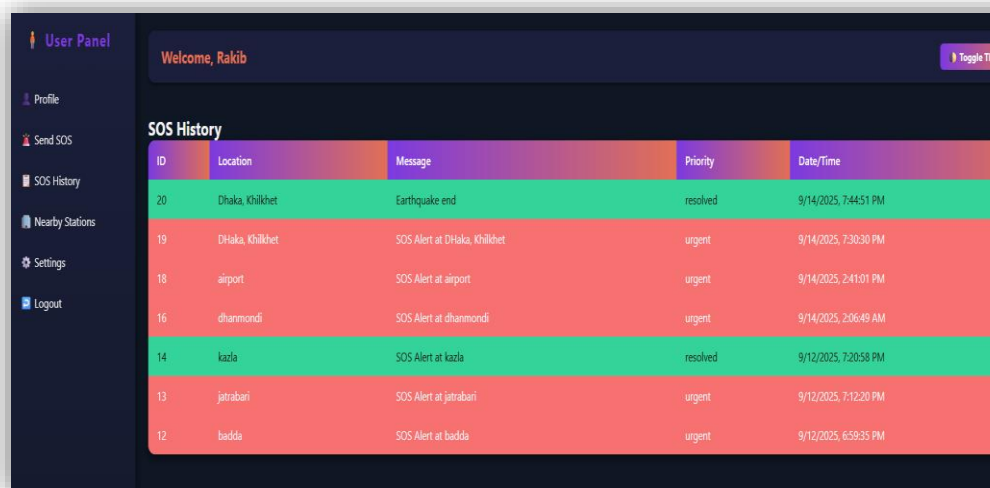 User Panel
Profile
Send SOS
SOS History
Nearby Stations
Settings
Logout
Welcome, Rakib
Toggle Th
SOS History
ID Location Message Priority Date/Time
20 Dhaka, Khilkhet Earthquake end resolved 9/14/2025, 7:44:51 PM
19 DHaka, Khilkhet SOS Alert at DHaka, Khilkhet urgent 9/14/2025, 7:30:30 PM
18 airport SOS Alert at airport urgent 9/14/2025, 2:41:01 PM
16 dhanmondi SOS Alert at dhanmondi urgent 9/14/2025, 2:06:49 AM
14 kazla SOS Alert at kazla resolved 9/12/2025, 7:20:58 PM
13 jatrabari SOS Alert at jatrabari urgent 9/12/2025, 7:12:20 PM
12 badda SOS Alert at badda urgent 9/12/2025, 6:59:35 PM